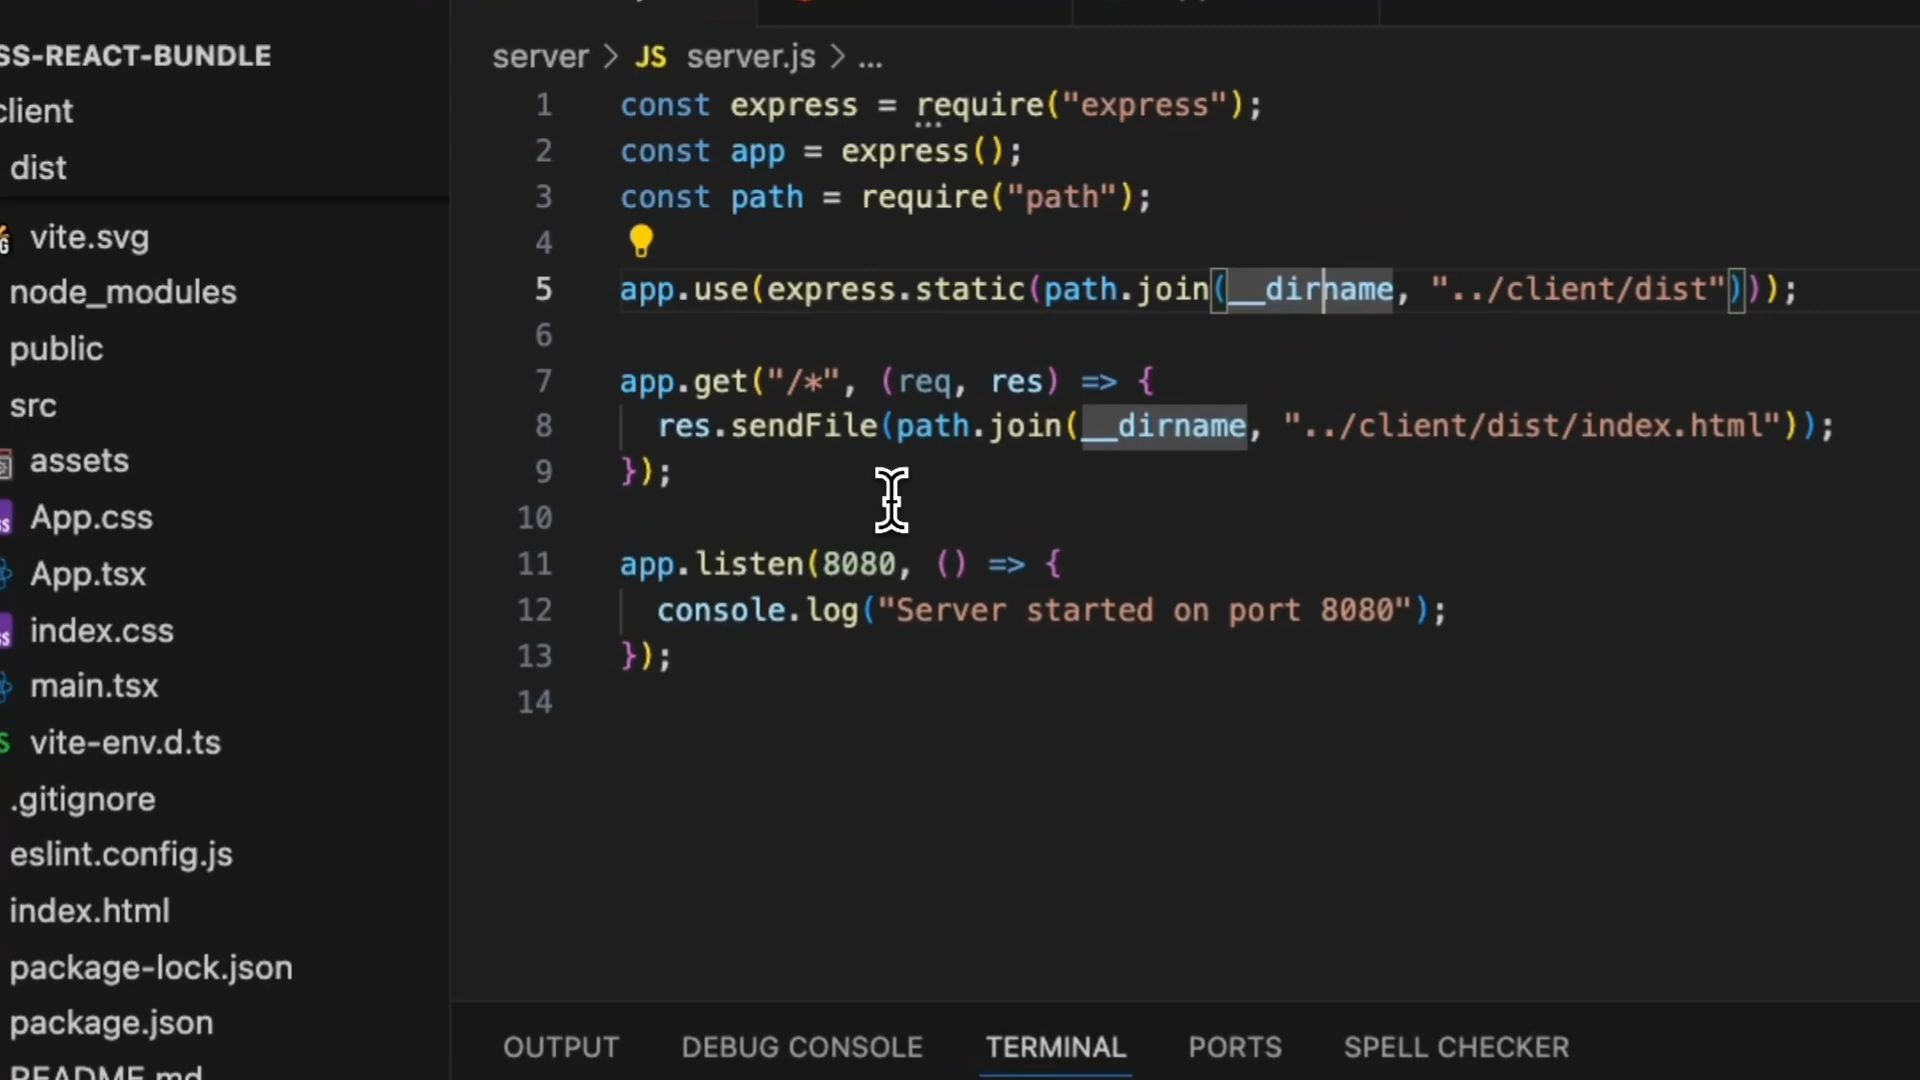 SS-REACT-BUNDLE
client
dist
vite.svg
node_modules
public
src
assets
App.css
App.tsx
index.css
main.tsx
vite-env.d.ts
.gitignore
eslint.config.js
index.html
package-lock.json
package.json
README.md
server > JS server.js > ...
1 const express = require("express");
2 const app = express();
3 const path = require("path");
4
5 app.use(express.static(path.join(__dirname, "../client/dist")));
6
7 app.get("/*", (req, res) => {
8 res.sendFile(path.join(__dirname, "../client/dist/index.html"));
9 });
10
11 app.listen(8080, () => {
12 console.log("Server started on port 8080");
13 });
14
OUTPUT DEBUG CONSOLE TERMINAL PORTS SPELL CHECKER